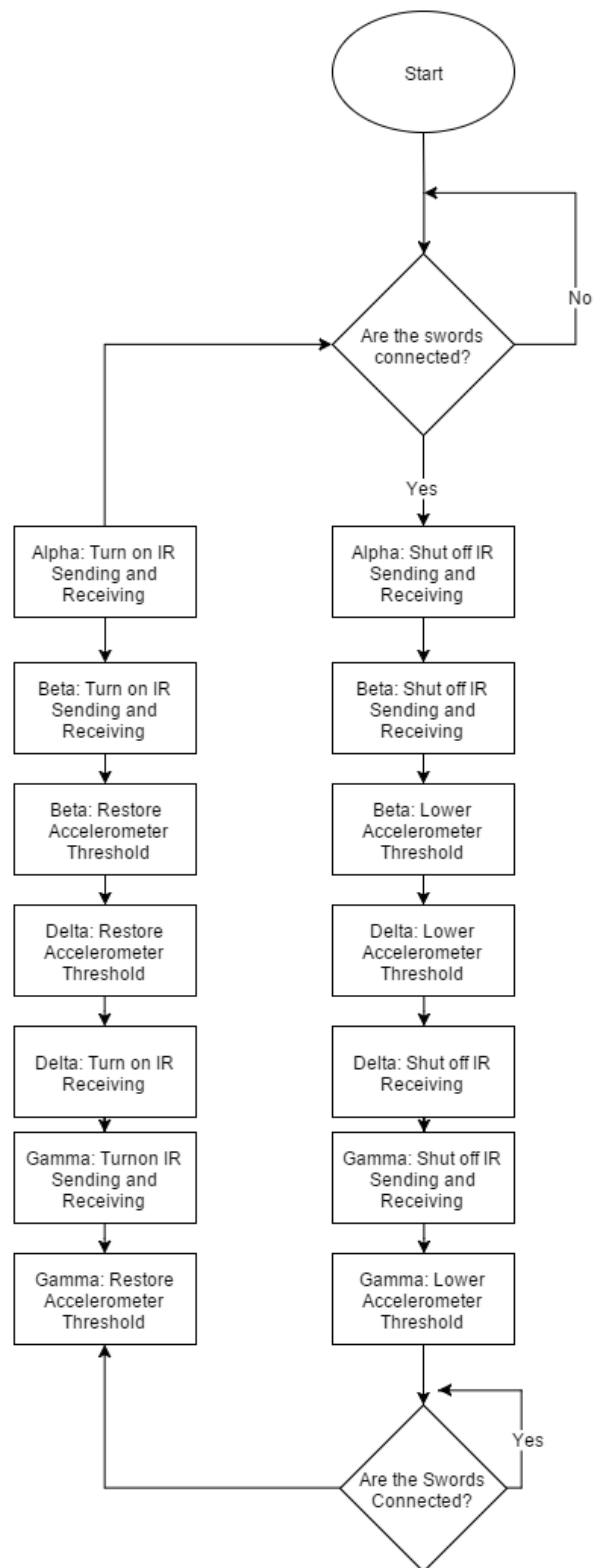 Start
No
Are the swords
connected?
Yes
Alpha: Turn on IR
Sending and
Receiving
Alpha: Shut off IR
Sending and
Receiving
Beta: Turn on IR
Sending and
Receiving
Beta: Shut off IR
Sending and
Receiving
Beta: Restore
Accelerometer
Threshold
Beta: Lower
Accelerometer
Threshold
Delta: Restore
Accelerometer
Threshold
Delta: Lower
Accelerometer
Threshold
Delta: Turn on IR
Receiving
Delta: Shut off IR
Receiving
Gamma: Turnon IR
Sending and
Receiving
Gamma: Shut off IR
Sending and
Receiving
Gamma: Restore
Accelerometer
Threshold
Gamma: Lower
Accelerometer
Threshold
Yes
Are the Swords
Connected?